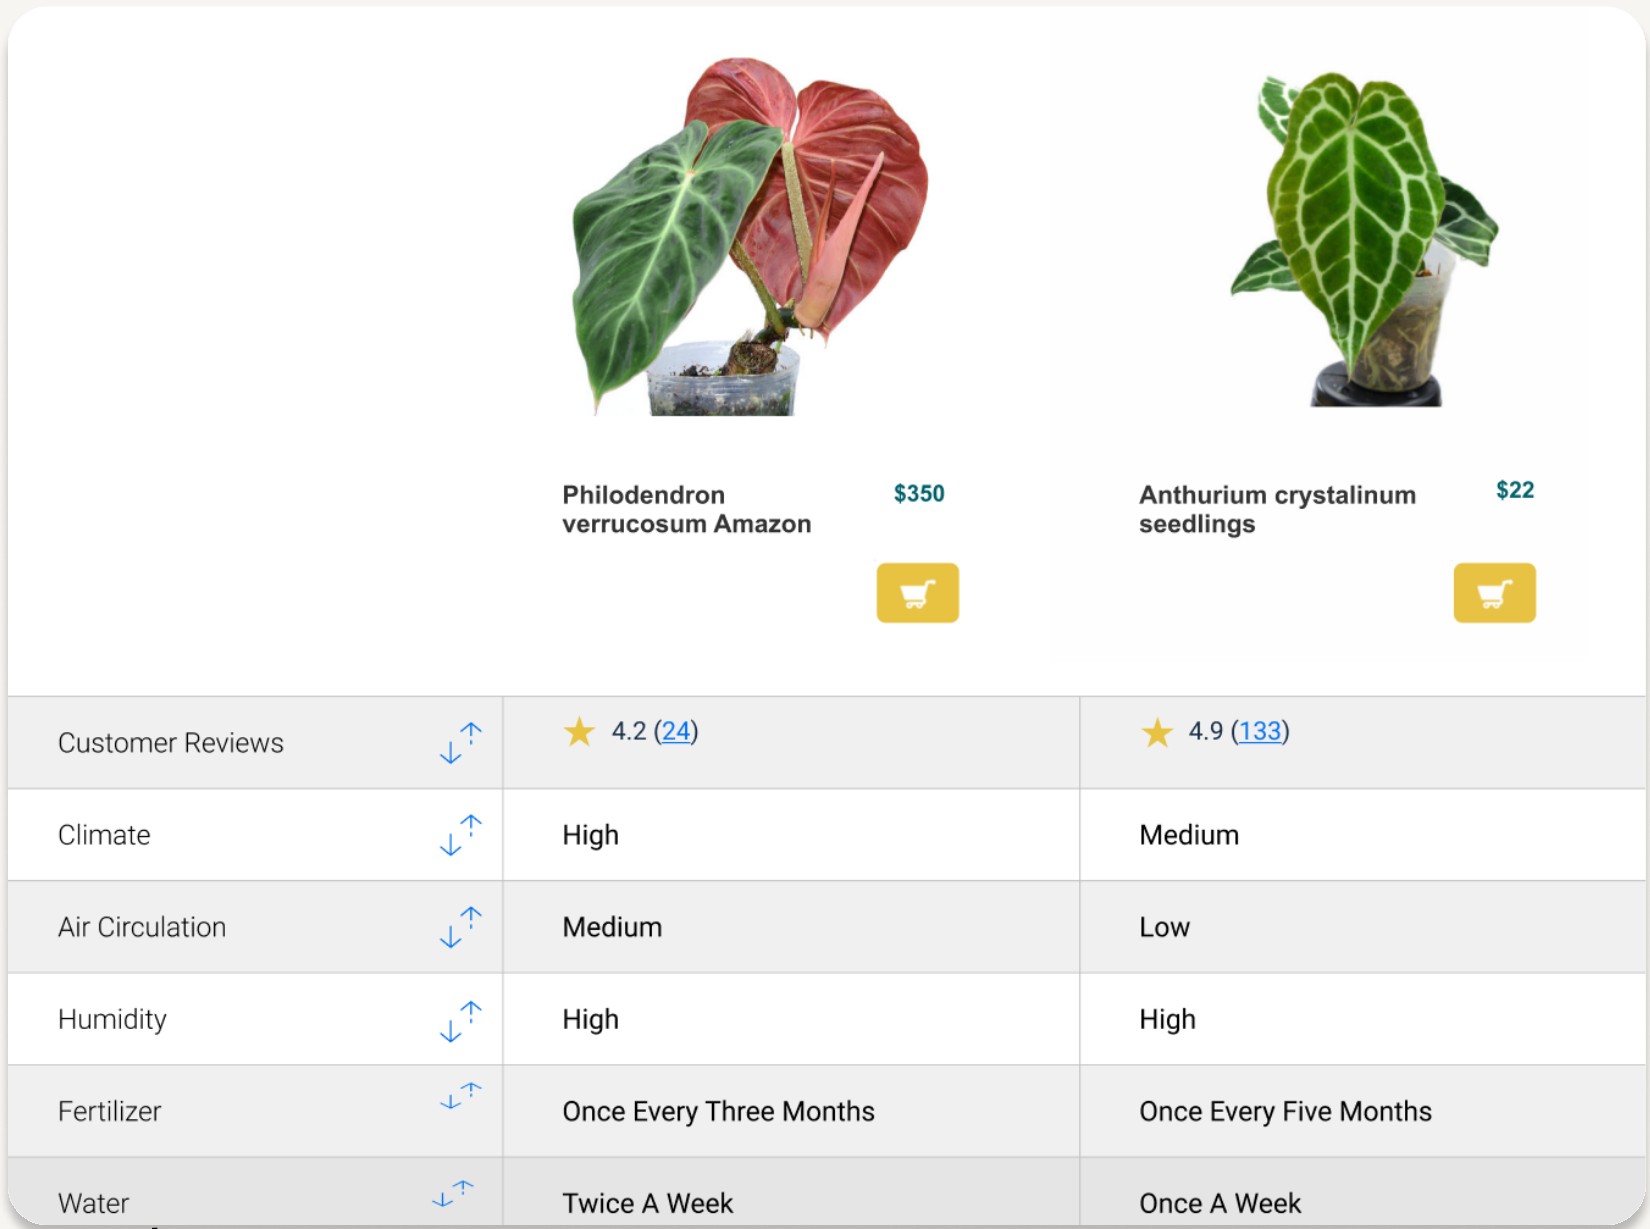 Philodendron
verrucosum Amazon
$350
Anthurium crystalinum
seedlings
$22
Customer Reviews
4.2 (24)
4.9 (133)
Climate
High
Medium
Air Circulation
Medium
Low
Humidity
High
High
Fertilizer
Once Every Three Months
Once Every Five Months
Water
Twice A Week
Once A Week